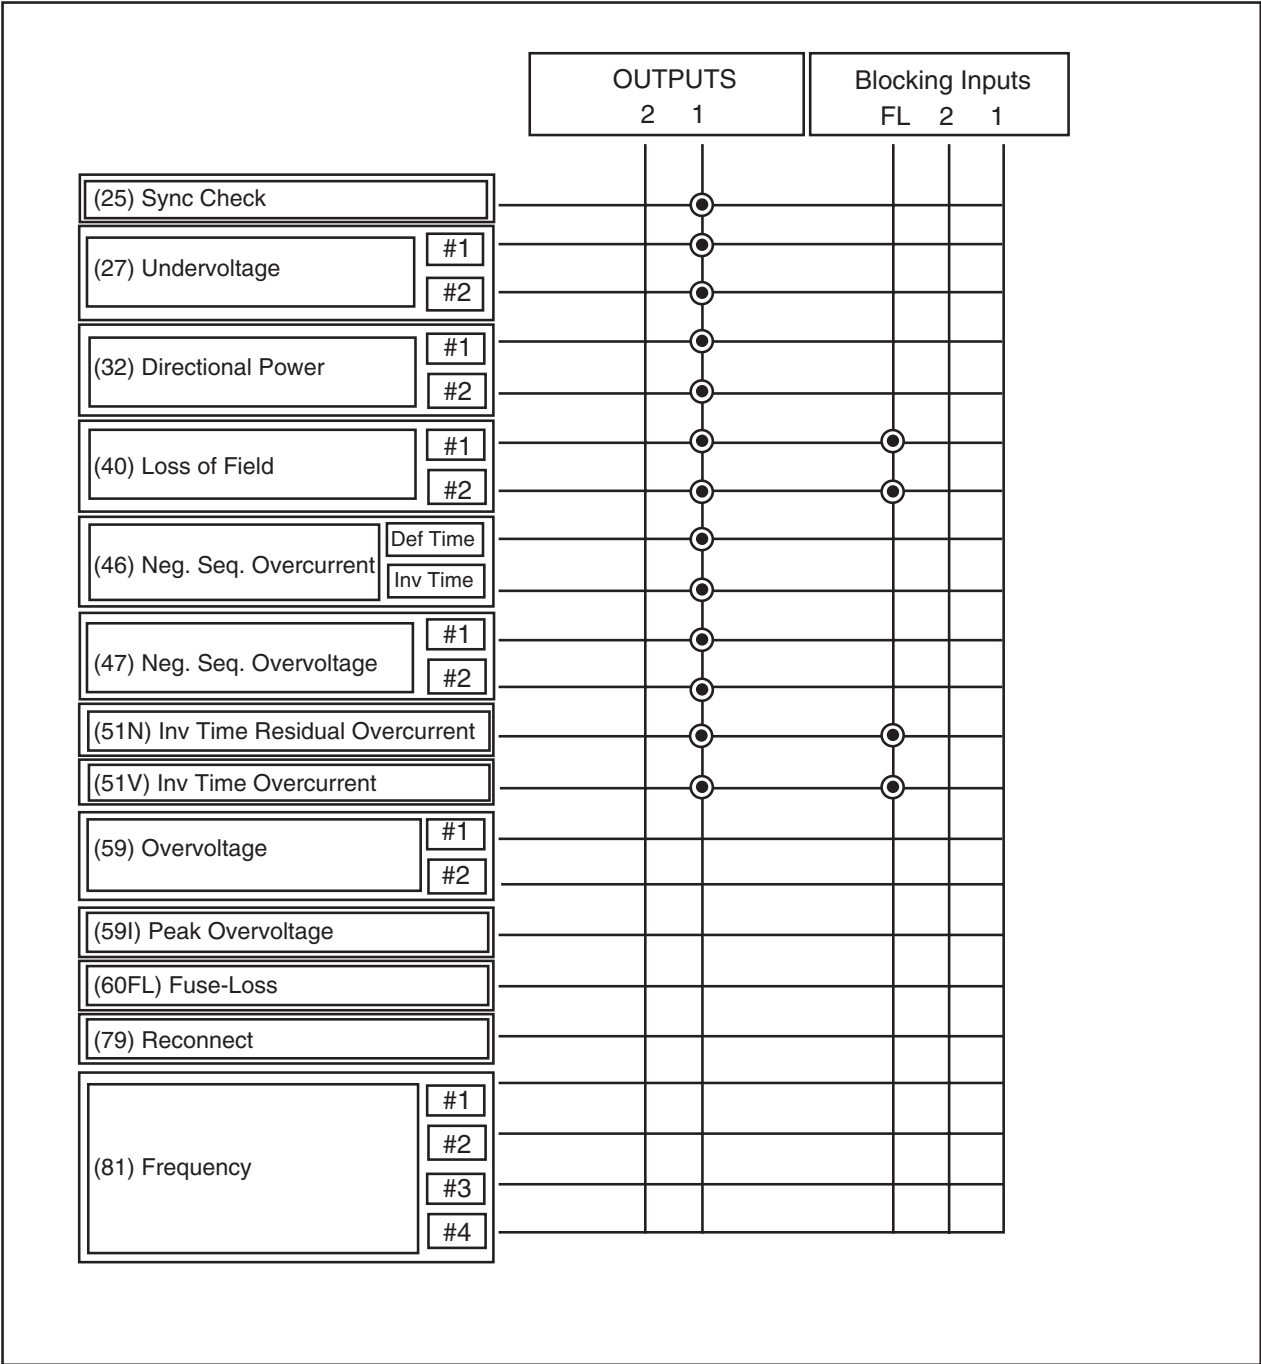 OUTPUTS
2 1
Blocking Inputs
FL 2 1
(25) Sync Check
(27) Undervoltage
#1
#2
(32) Directional Power
#1
#2
(40) Loss of Field
#1
#2
(46) Neg. Seq. Overcurrent
Def Time
Inv Time
(47) Neg. Seq. Overvoltage
#1
#2
(51N) Inv Time Residual Overcurrent
(51V) Inv Time Overcurrent
(59) Overvoltage
#1
#2
(59I) Peak Overvoltage
(60FL) Fuse-Loss
(79) Reconnect
(81) Frequency
#1
#2
#3
#4